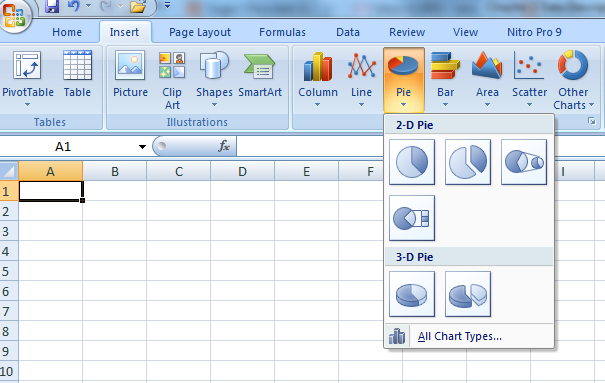 Home Insert Page Layout Formulas Data Review View Nitro Pro 9
PivotTable Table Picture Clip Art Shapes SmartArt Column Line Pie Bar Area Scatter Other Charts
Tables Illustrations
2-D Pie
A1 fx
A B C D E F I
1
2
3
4
5
6
7
8
9
10
3-D Pie
All Chart Types...